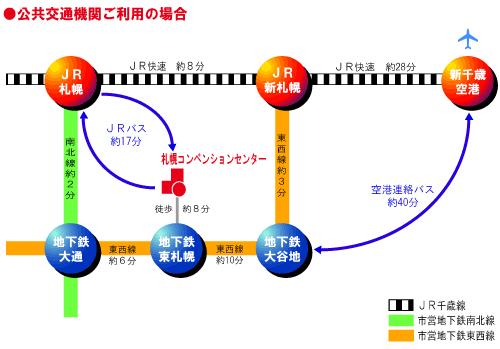 ●公共交通機関ご利用の場合
JR快速 約8分
JR快速 約28分
JR
札幌
JR
新札幌
新千歳
空港
JRバス
約17分
南北線約2分
札幌コンベンションセンター
東西線約3分
空港連絡バス
約40分
徒歩 約8分
地下鉄
大通
東西線
約6分
地下鉄
東札幌
東西線
約10分
地下鉄
大谷地
JR千歳線
市営地下鉄南北線
市営地下鉄東西線